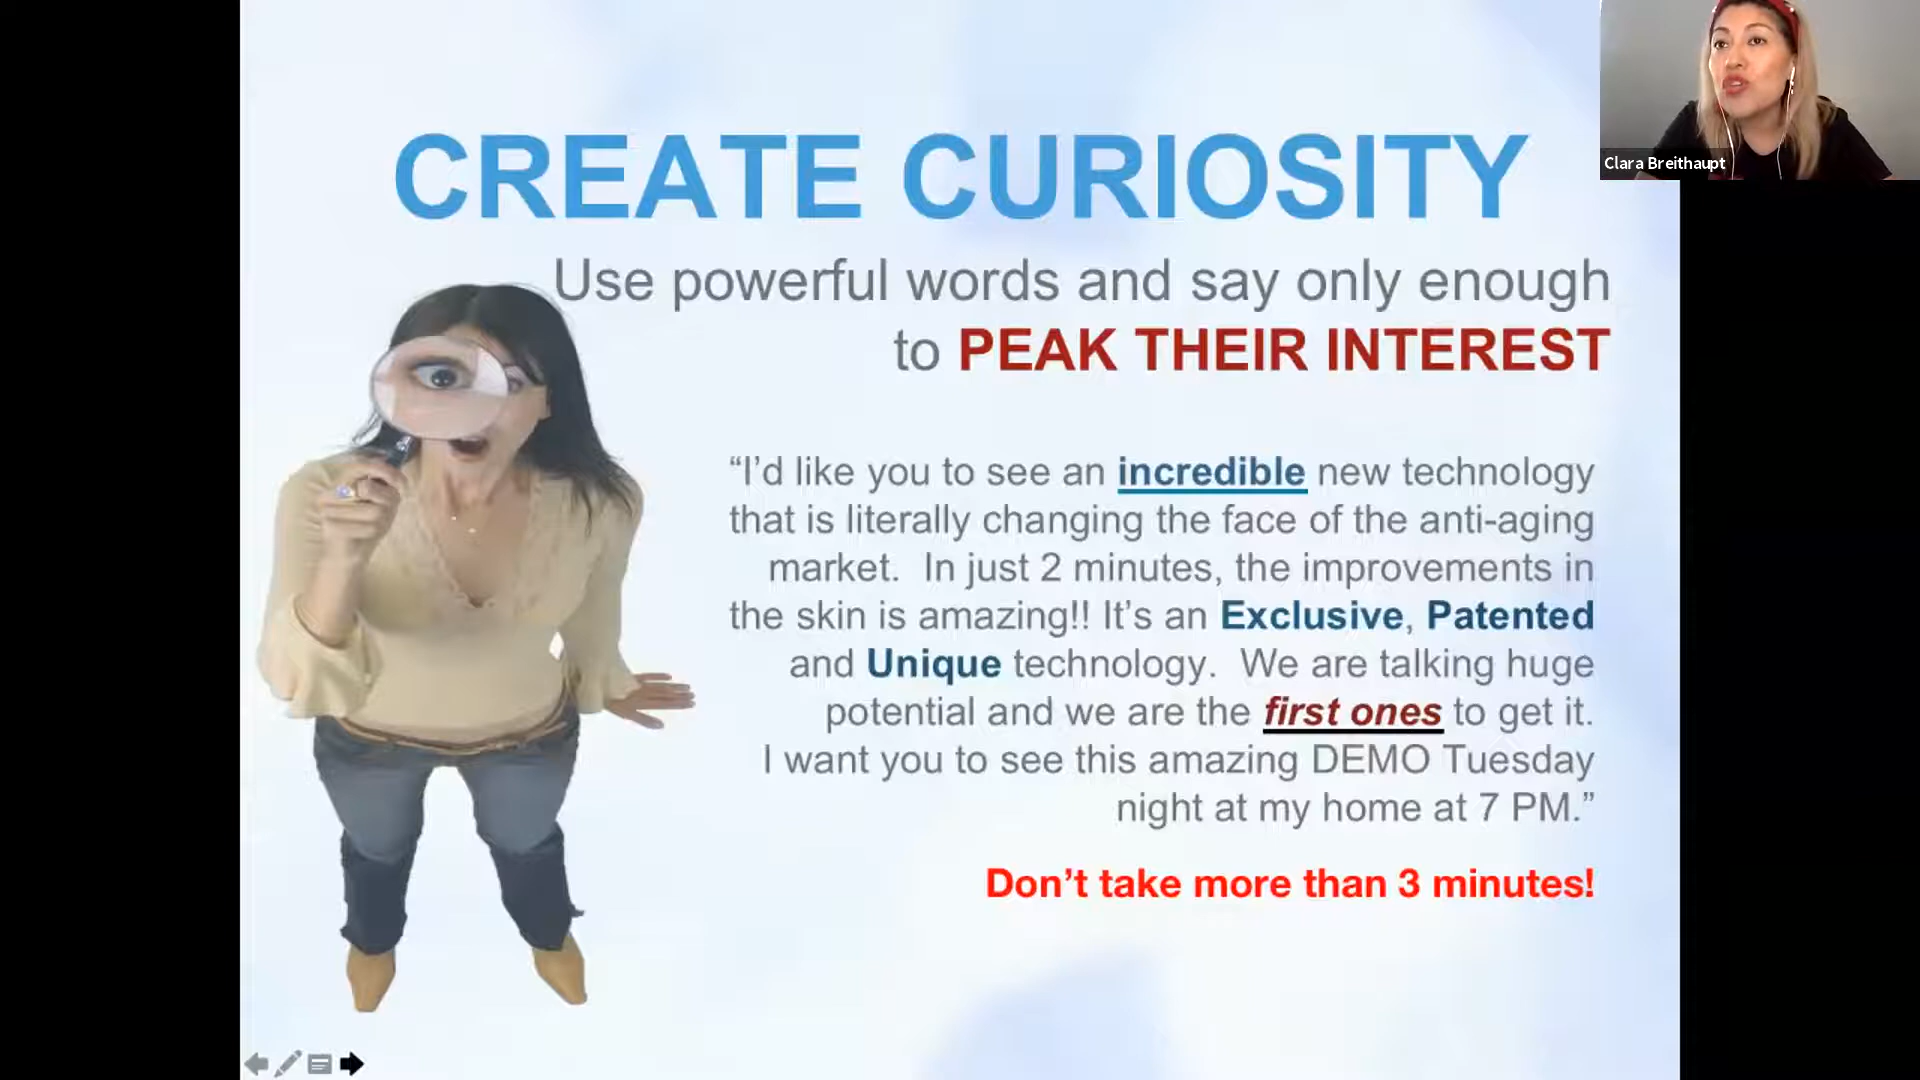 CREATE CURIOSITY
Use powerful words and say only enough
to PEAK THEIR INTEREST
“I’d like you to see an incredible new technology
that is literally changing the face of the anti-aging
market.  In just 2 minutes, the improvements in
the skin is amazing!! It’s an Exclusive, Patented
and Unique technology.  We are talking huge
potential and we are the first ones to get it.
I want you to see this amazing DEMO Tuesday
night at my home at 7 PM.”
Don’t take more than 3 minutes!
Clara Breithaupt